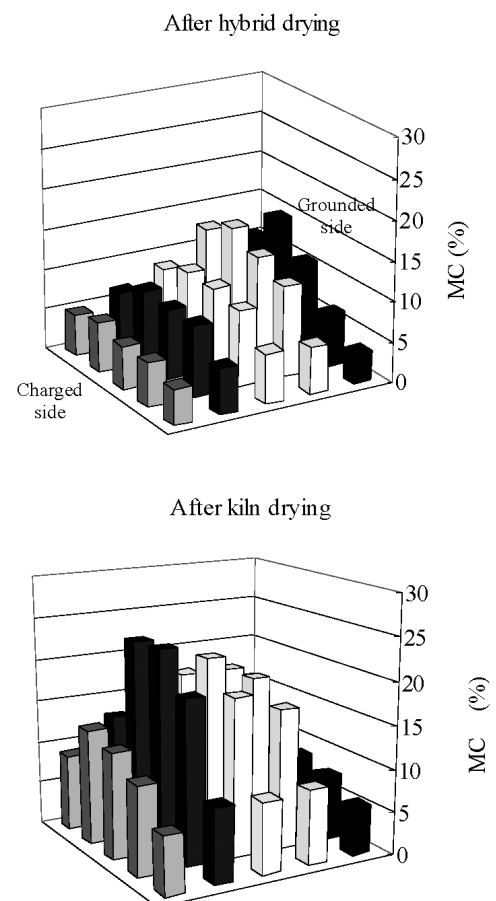 After hybrid drying
30
25
20
15
10
5
0
MC (%)
Grounded
side
Charged
side
After kiln drying
30
25
20
15
10
5
0
MC (%)